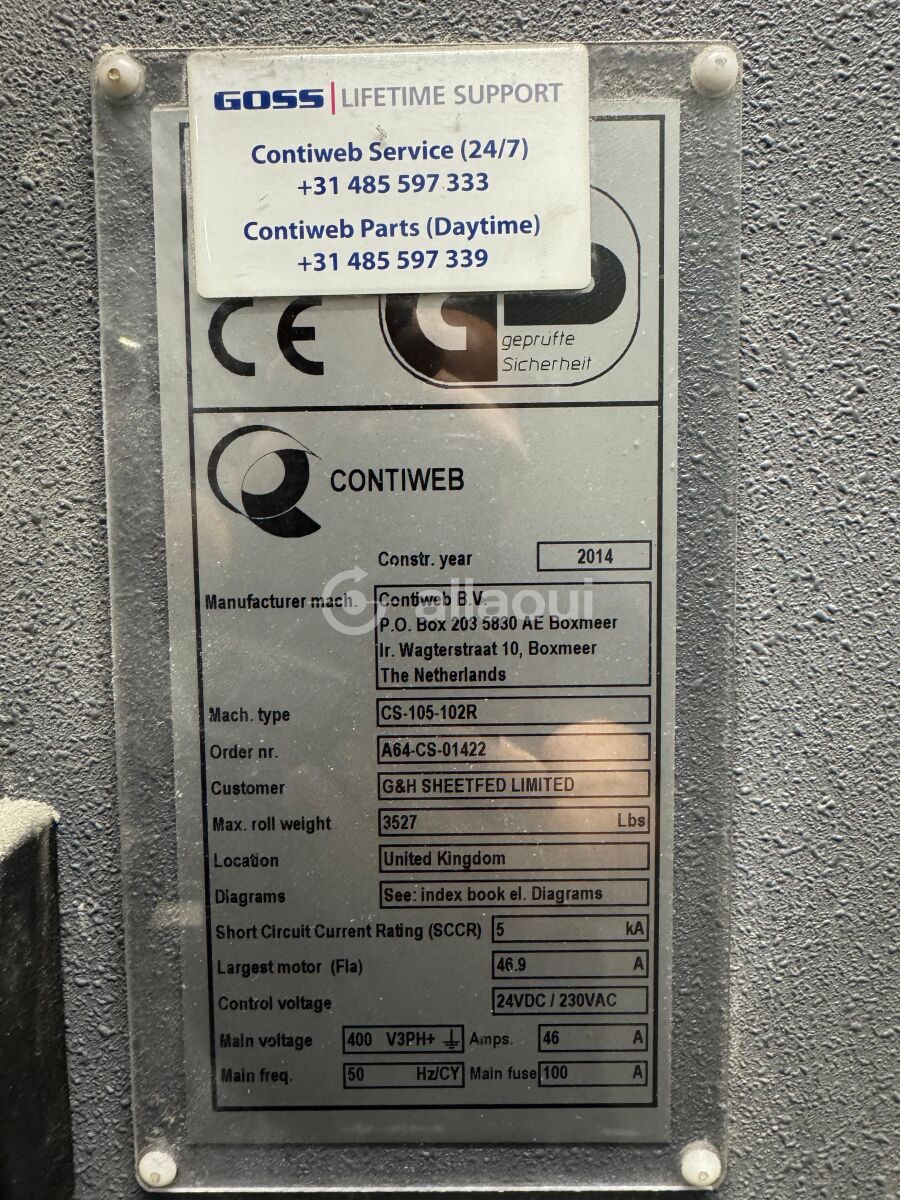 GOSS | LIFETIME SUPPORT
Contiweb Service (24/7)
+31 485 597 333
Contiweb Parts (Daytime)
+31 485 597 339
CE
geprüfte
Sicherheit
CONTIWEB
Constr. year 2014
Manufacturer mach. Contiweb B.V.
P.O. Box 203 5830 AE Boxmeer
Ir. Wagterstraat 10, Boxmeer
The Netherlands
allaoui
Mach. type CS-105-102R
Order nr. A64-CS-01422
Customer G&H SHEETFED LIMITED
Max. roll weight 3527 Lbs
Location United Kingdom
Diagrams See: index book el. Diagrams
Short Circuit Current Rating (SCCR) 5 kA
Largest motor (Fla) 46.9 A
Control voltage 24VDC / 230VAC
Main voltage 400 V3PH+ Amps. 46 A
Main freq. 50 Hz/CY Main fuse 100 A